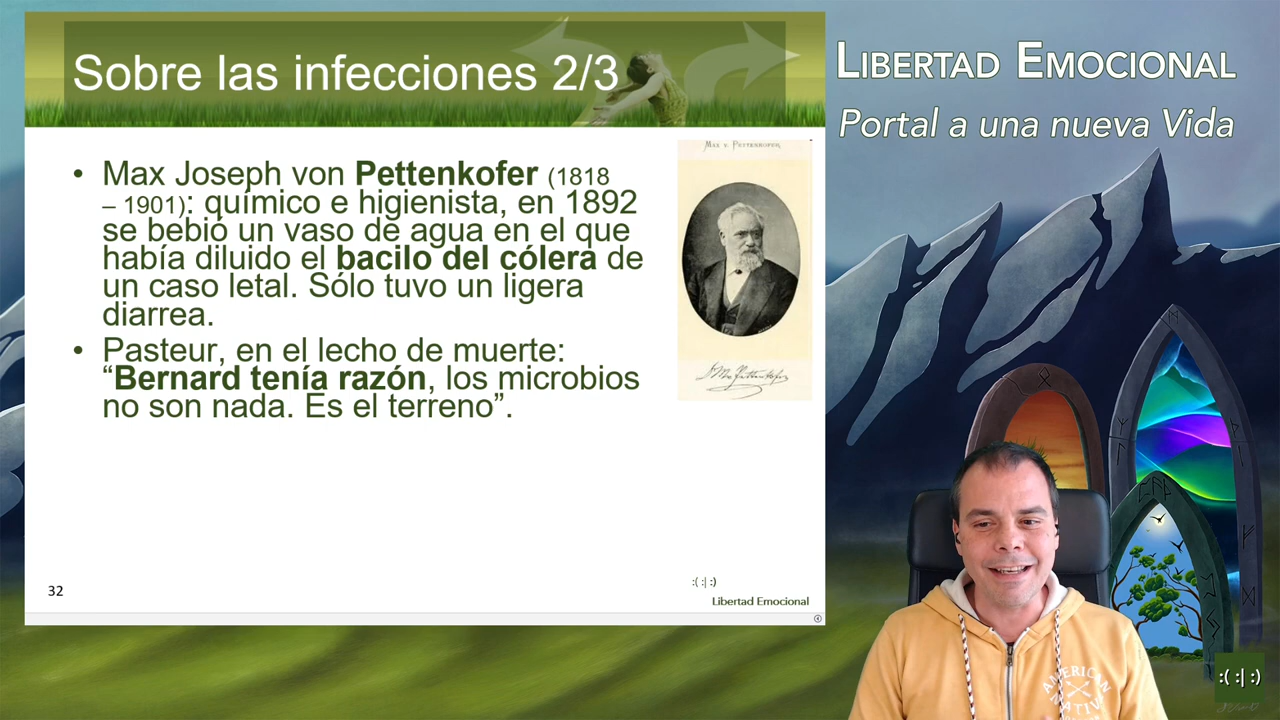 Sobre las infecciones 2/3
LIBERTAD EMOCIONAL
Portal a una nueva Vida
MAX V. PETTENKOFER.
• Max Joseph von Pettenkofer (1818
– 1901): químico e higienista, en 1892
se bebió un vaso de agua en el que
había diluido el bacilo del cólera de
un caso letal. Sólo tuvo un ligera
diarrea.
• Pasteur, en el lecho de muerte:
“Bernard tenía razón, los microbios
no son nada. Es el terreno”.
32
:( :| :)
Libertad Emocional
AMERICAN
NATIVE
:( :| :)